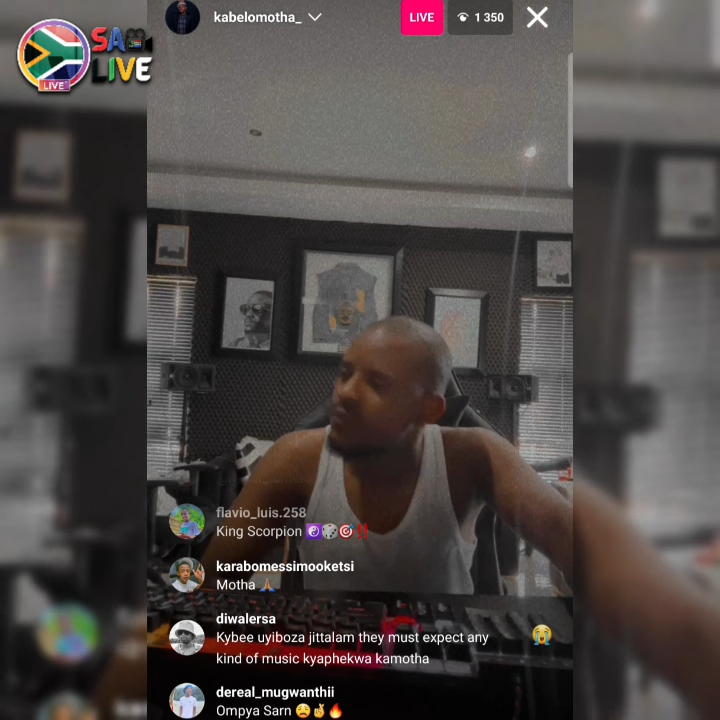 SA
LIVE
LIVE
kabelomotha_
LIVE
1 350
flavio_luis.258
King Scorpion ☯️🎲🎯‼️
karabomessimooketsi
Motha 🙏🏽
diwalersa
Kybee uyiboza jittalam they must expect any
kind of music kyaphekwa kamotha
😭
dereal_mugwanthii
Ompya Sarn 😫🤞🔥